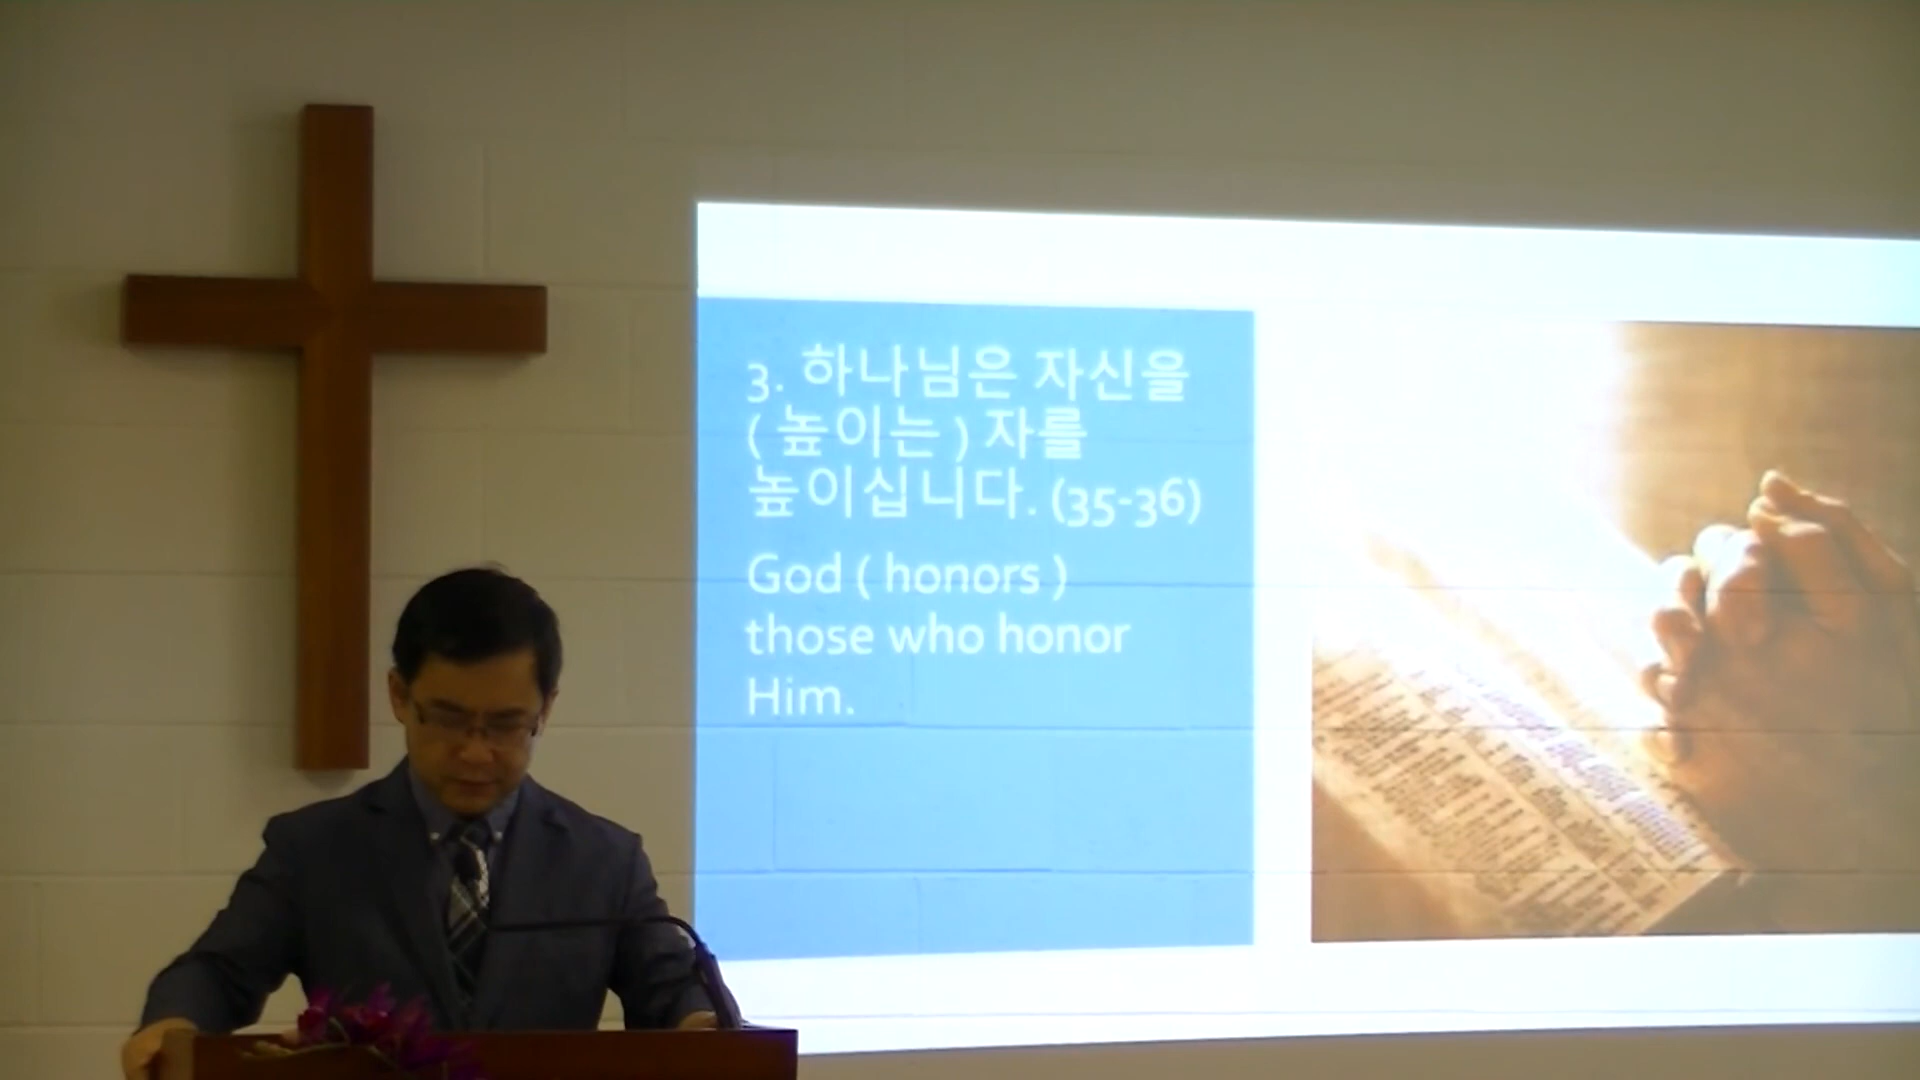 3. 하나님은 자신을
( 높이는 ) 자를
높이십니다. (35-36)
God ( honors )
those who honor
Him.